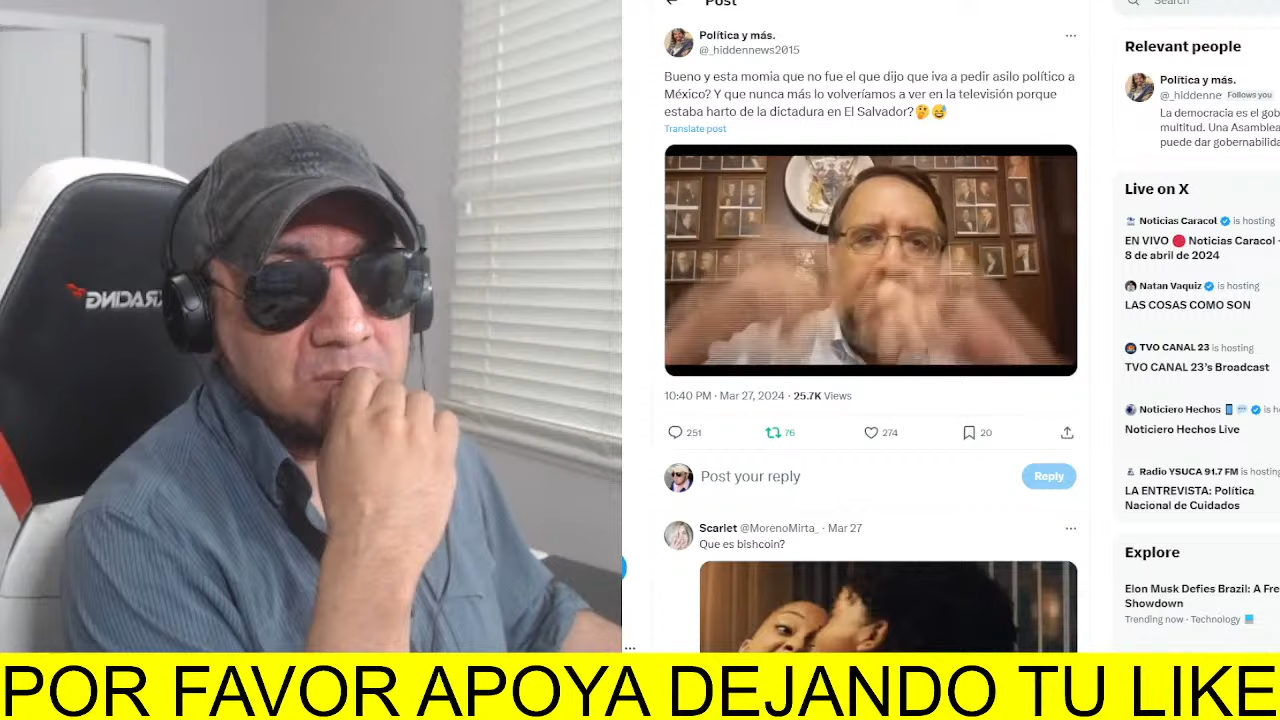 Post
Search
Política y más.
@_hiddennews2015
Bueno y esta momia que no fue el que dijo que iva a pedir asilo político a
México? Y que nunca más lo volveríamos a ver en la televisión porque
estaba harto de la dictadura en El Salvador?🤔😅
Translate post
10:40 PM · Mar 27, 2024 · 25.7K Views
251
76
274
20
Post your reply
Reply
Scarlet @MorenoMirta_ · Mar 27
Que es bishcoin?
Relevant people
Política y más.
@_hiddenne Follows you
La democracia es el gob
multitud. Una Asamblea
puede dar gobernabilida
Live on X
Noticias Caracol is hosting
EN VIVO 🔴 Noticias Caracol -
8 de abril de 2024
Natan Vaquiz is hosting
LAS COSAS COMO SON
TVO CANAL 23 is hosting
TVO CANAL 23's Broadcast
Noticiero Hechos 📱💬 is h
Noticiero Hechos Live
Radio YSUCA 91.7 FM is hosting
LA ENTREVISTA: Política
Nacional de Cuidados
Explore
Elon Musk Defies Brazil: A Fre
Showdown
Trending now · Technology
RACING
POR FAVOR APOYA DEJANDO TU LIKE